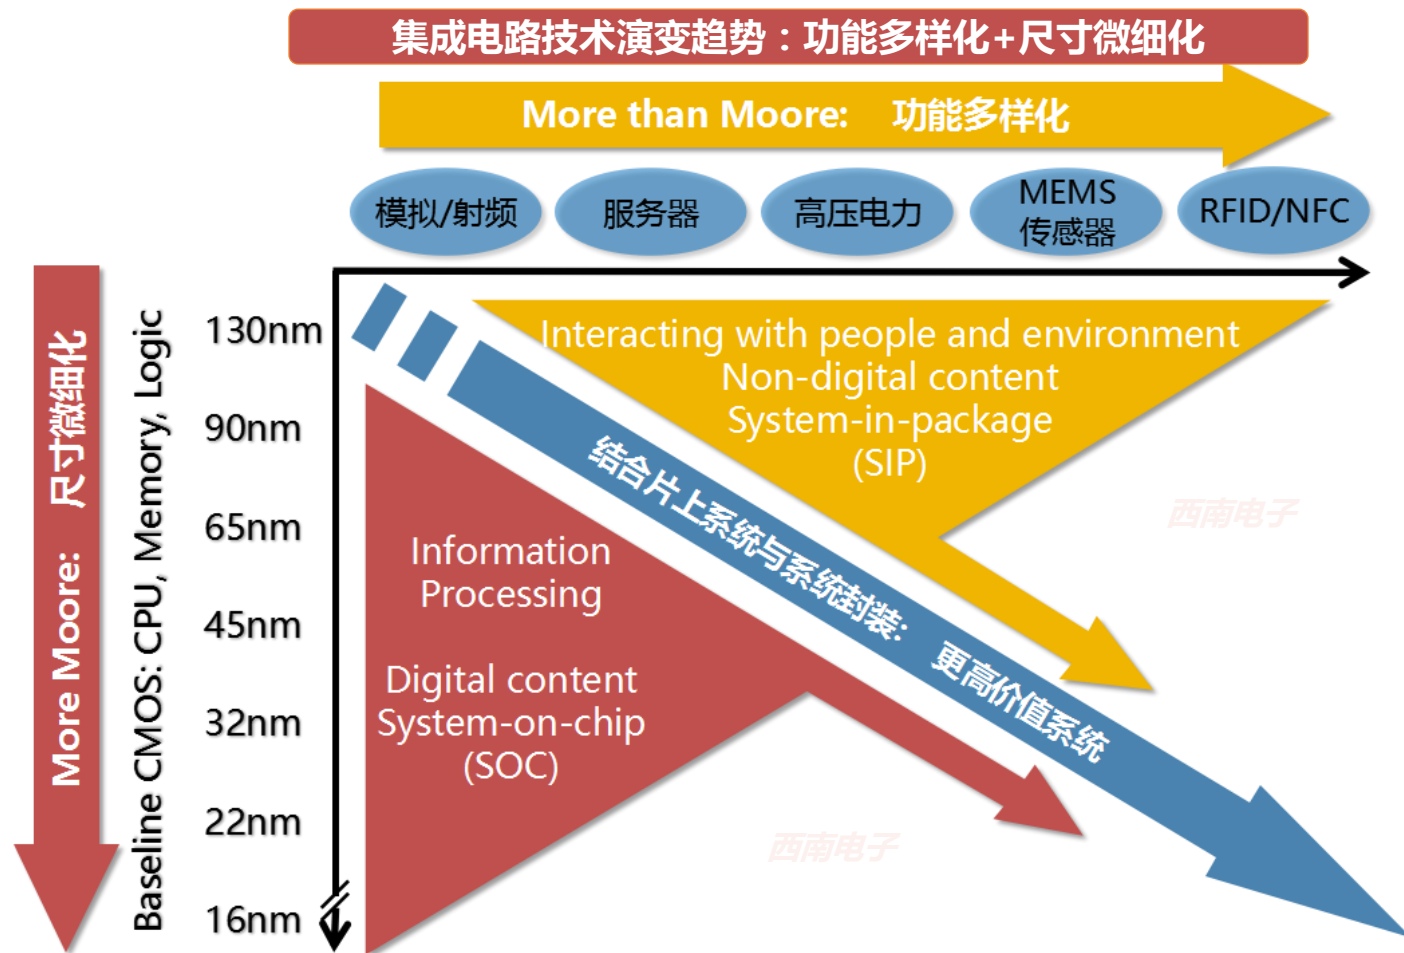 集成电路技术演变趋势：功能多样化+尺寸微细化
More than Moore: 功能多样化
模拟/射频
服务器
高压电力
MEMS
传感器
RFID/NFC
More Moore: 尺寸微细化
Baseline CMOS: CPU, Memory, Logic
130nm
90nm
65nm
45nm
32nm
22nm
16nm
Interacting with people and environment
Non-digital content
System-in-package
(SIP)
结合片上系统与系统封装: 更高价值系统
Information
Processing
Digital content
System-on-chip
(SOC)
西南电子
西南电子